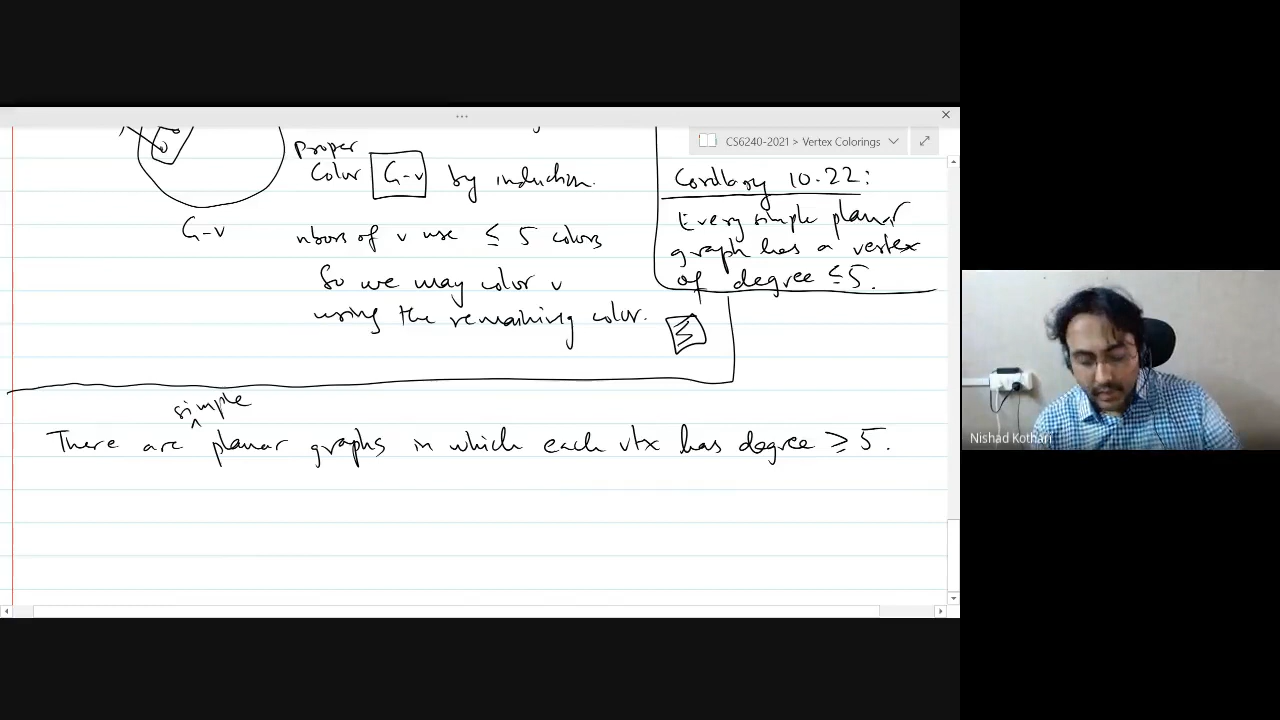 CS6240-2021 > Vertex Colorings
proper
Color G-v by induction.
G-v
nbors of v use ≤ 5 colors
So we may color v
using the remaining color.
Corollary 10.22:
Every simple planar
graph has a vertex
of degree ≤ 5.
simple
There are ^ planar graphs in which each vtx has degree ≥ 5.
Nishad Kothari